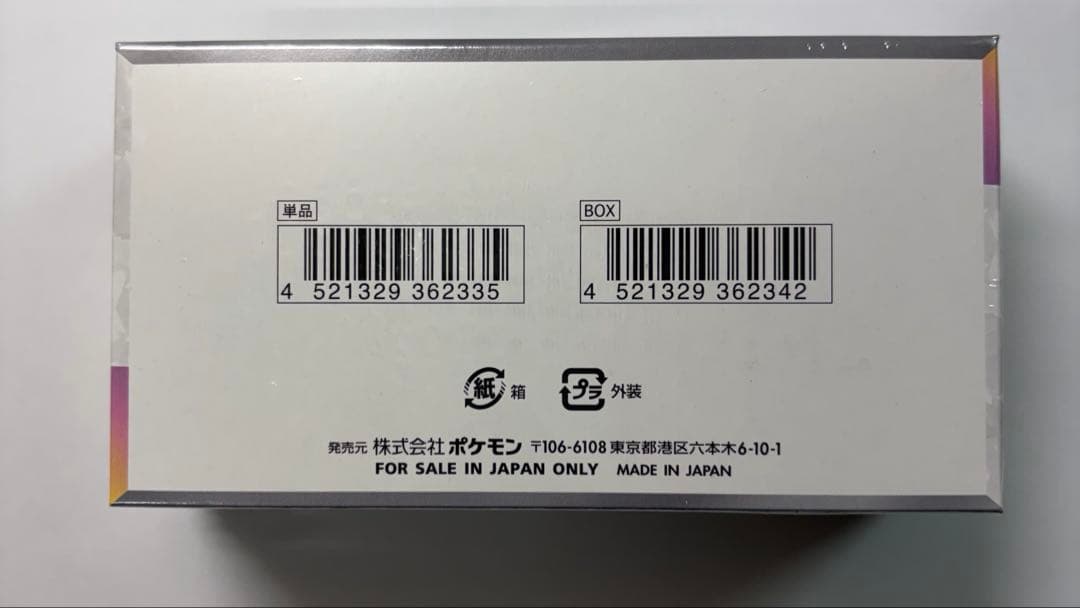 単品
BOX
4 521329 362335
4 521329 362342
紙 箱
プラ 外装
発売元 株式会社 ポケモン 〒106-6108 東京都港区六本木6-10-1
FOR SALE IN JAPAN ONLY MADE IN JAPAN